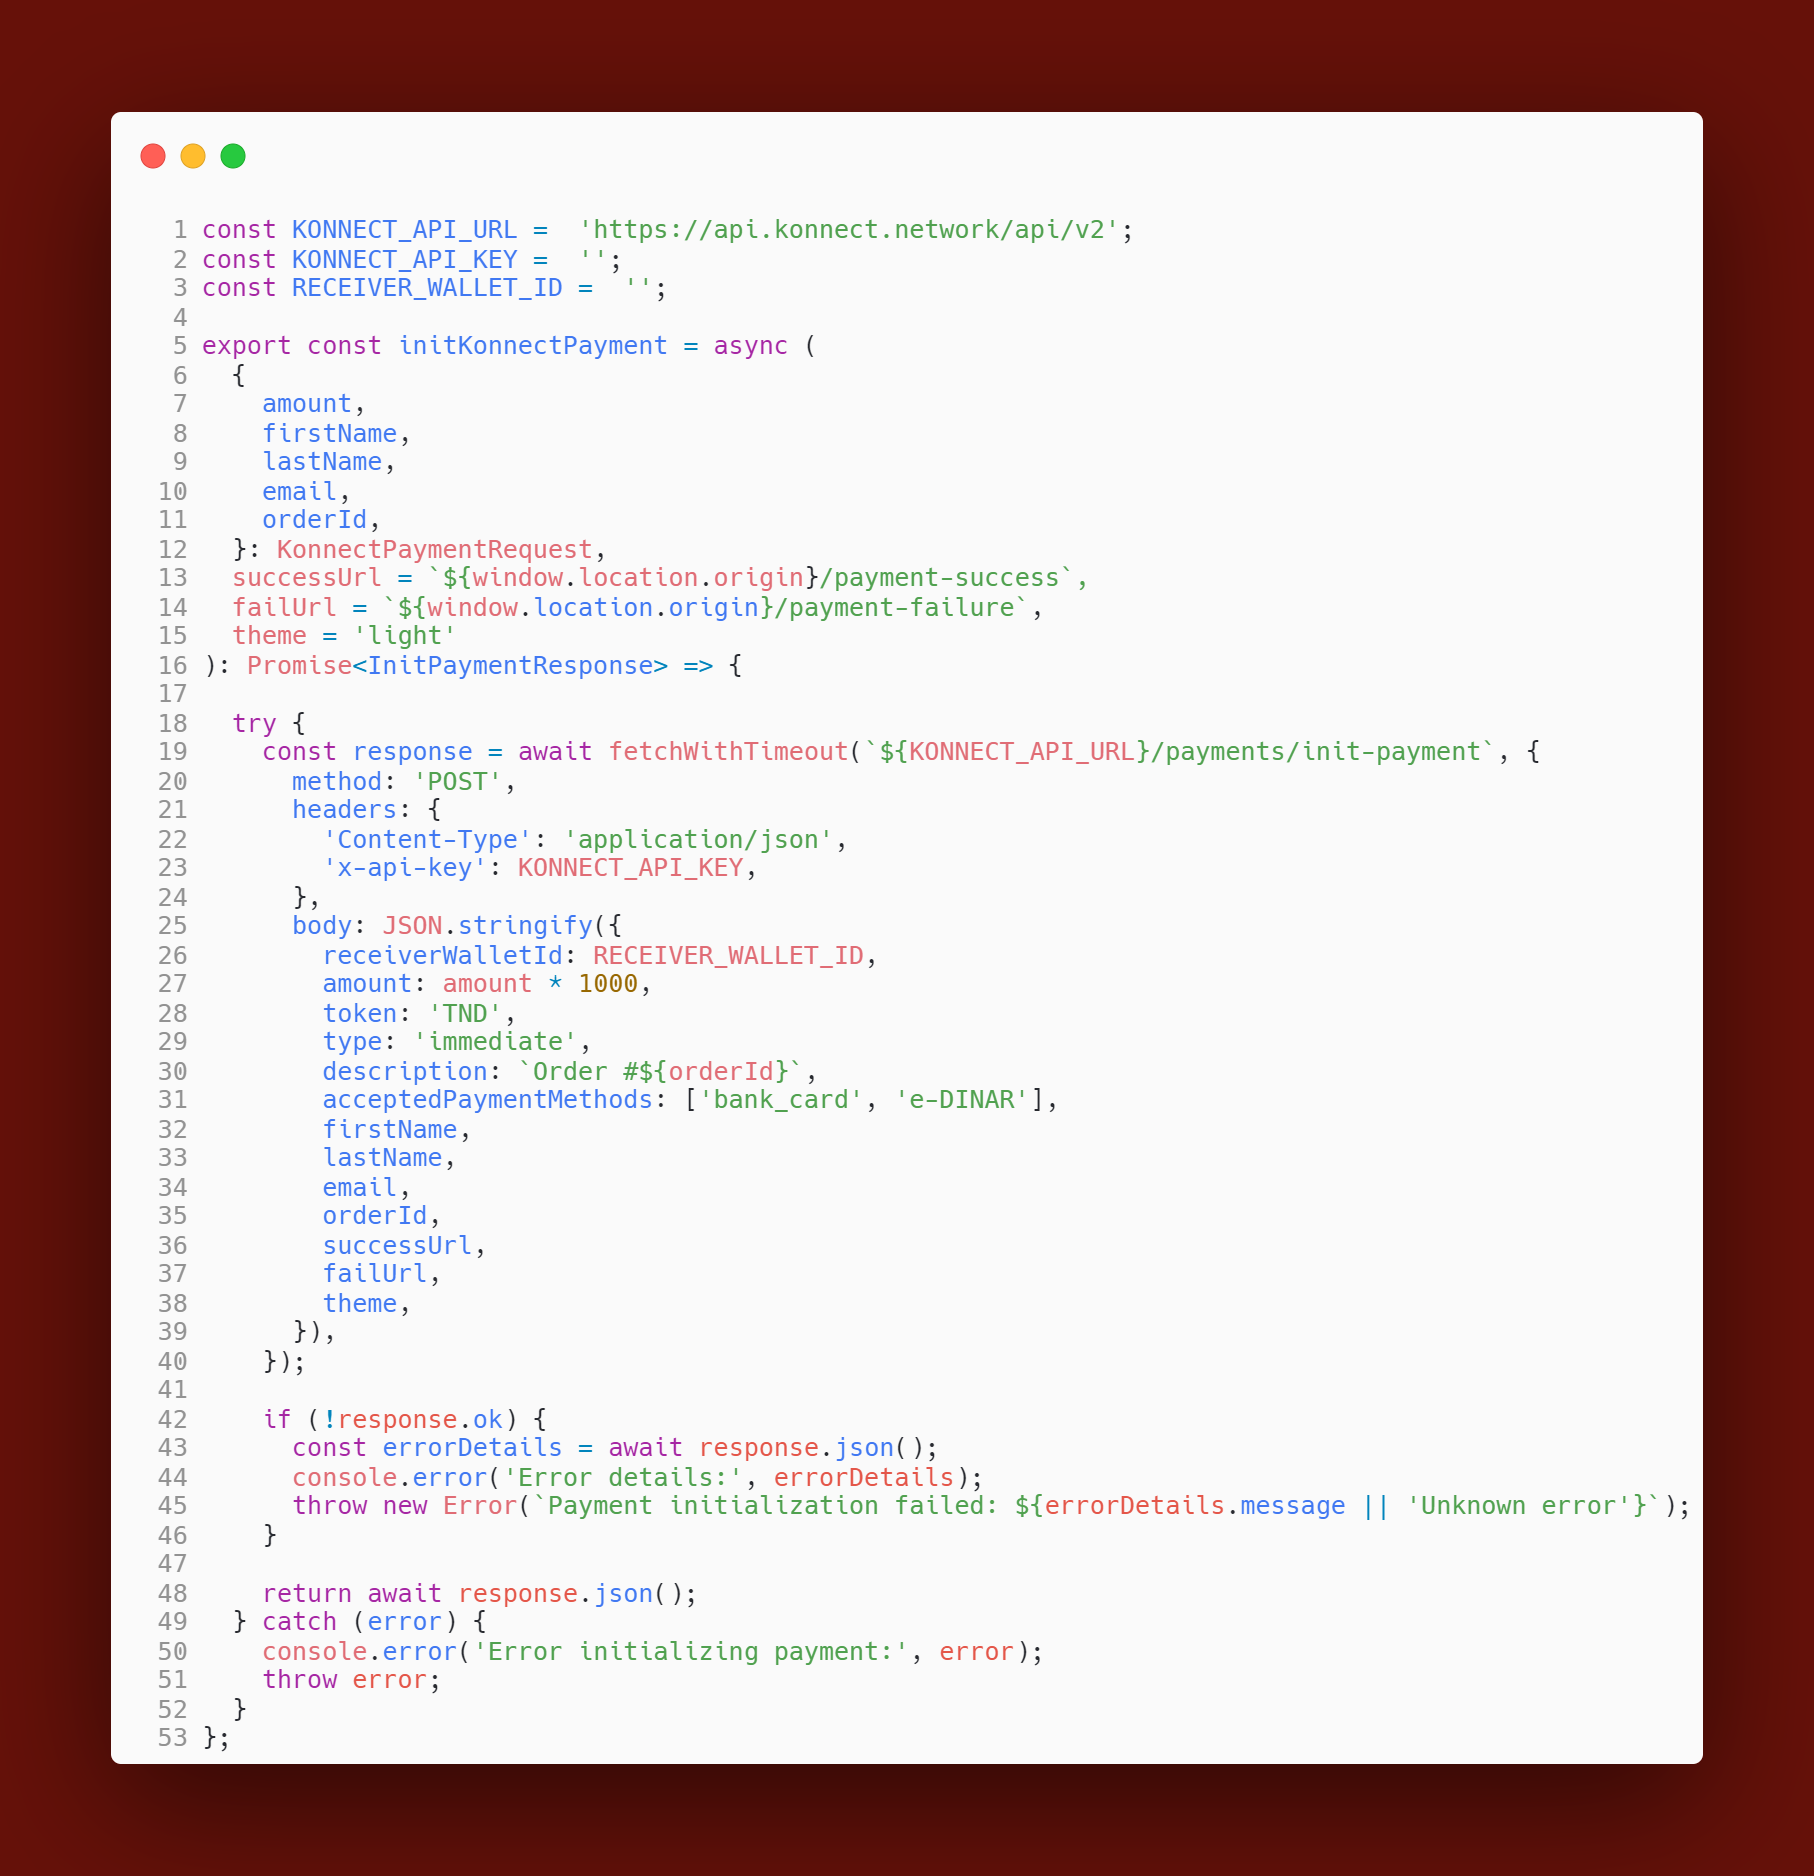 1 const KONNECT_API_URL =  'https://api.konnect.network/api/v2';
2 const KONNECT_API_KEY =  '';
3 const RECEIVER_WALLET_ID =  '';
4
5 export const initKonnectPayment = async (
6   {
7     amount,
8     firstName,
9     lastName,
10     email,
11     orderId,
12   }: KonnectPaymentRequest,
13   successUrl = `${window.location.origin}/payment-success`,
14   failUrl = `${window.location.origin}/payment-failure`,
15   theme = 'light'
16 ): Promise<InitPaymentResponse> => {
17
18   try {
19     const response = await fetchWithTimeout(`${KONNECT_API_URL}/payments/init-payment`, {
20       method: 'POST',
21       headers: {
22         'Content-Type': 'application/json',
23         'x-api-key': KONNECT_API_KEY,
24       },
25       body: JSON.stringify({
26         receiverWalletId: RECEIVER_WALLET_ID,
27         amount: amount * 1000,
28         token: 'TND',
29         type: 'immediate',
30         description: `Order #${orderId}`,
31         acceptedPaymentMethods: ['bank_card', 'e-DINAR'],
32         firstName,
33         lastName,
34         email,
35         orderId,
36         successUrl,
37         failUrl,
38         theme,
39       }),
40     });
41
42     if (!response.ok) {
43       const errorDetails = await response.json();
44       console.error('Error details:', errorDetails);
45       throw new Error(`Payment initialization failed: ${errorDetails.message || 'Unknown error'}`);
46     }
47
48     return await response.json();
49   } catch (error) {
50     console.error('Error initializing payment:', error);
51     throw error;
52   }
53 };